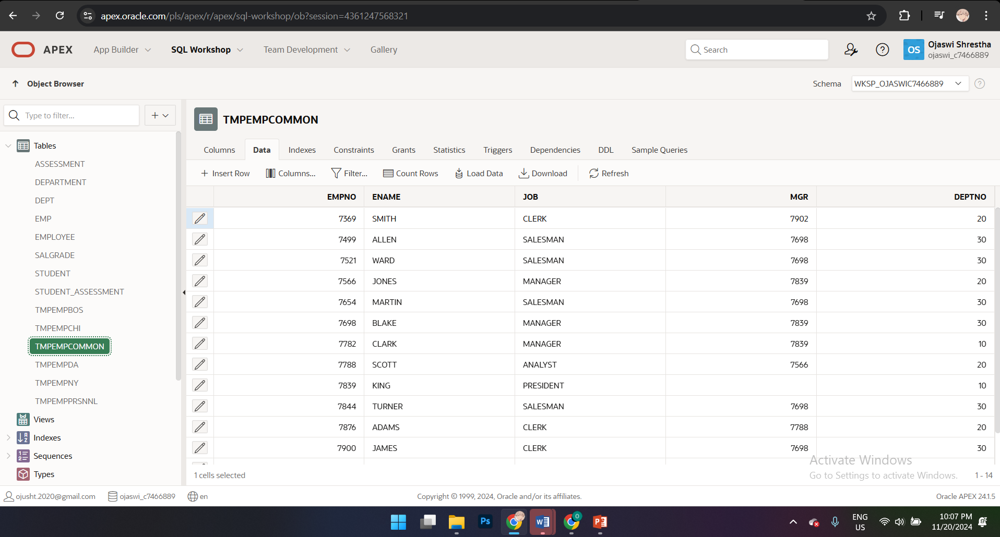 apex.oracle.com/pls/apex/r/apex/sql-workshop/ob?session=4361247568321
APEX App Builder SQL Workshop Team Development Gallery Search OS Ojaswi Shrestha
ojaswi_c7466889
Object Browser Schema WKSP_OJASWIC7466889
Type to filter...
TMPEMPCOMMON
Tables
ASSESSMENT
DEPARTMENT
DEPT
EMP
EMPLOYEE
SALGRADE
STUDENT
STUDENT_ASSESSMENT
TMPEMPBOS
TMPEMPCHI
TMPEMPCOMMON
TMPEMPDA
TMPEMPNY
TMPEMPPRSNNL
Views
Indexes
Sequences
Types
Columns Data Indexes Constraints Grants Statistics Triggers Dependencies DDL Sample Queries
Insert Row Columns... Filter... Count Rows Load Data Download Refresh
EMPNO ENAME JOB MGR DEPTNO
7369 SMITH CLERK 7902 20
7499 ALLEN SALESMAN 7698 30
7521 WARD SALESMAN 7698 30
7566 JONES MANAGER 7839 20
7654 MARTIN SALESMAN 7698 30
7698 BLAKE MANAGER 7839 30
7782 CLARK MANAGER 7839 10
7788 SCOTT ANALYST 7566 20
7839 KING PRESIDENT 10
7844 TURNER SALESMAN 7698 30
7876 ADAMS CLERK 7788 20
7900 JAMES CLERK 7698 30
Activate Windows
Go to Settings to activate Windows.
1 cells selected 1 - 14
ojusht.2020@gmail.com ojaswi_c7466889 en Copyright © 1999, 2024, Oracle and/or its affiliates. Oracle APEX 24.1.5
Ps W O P
ENG
US
10:07 PM
11/20/2024